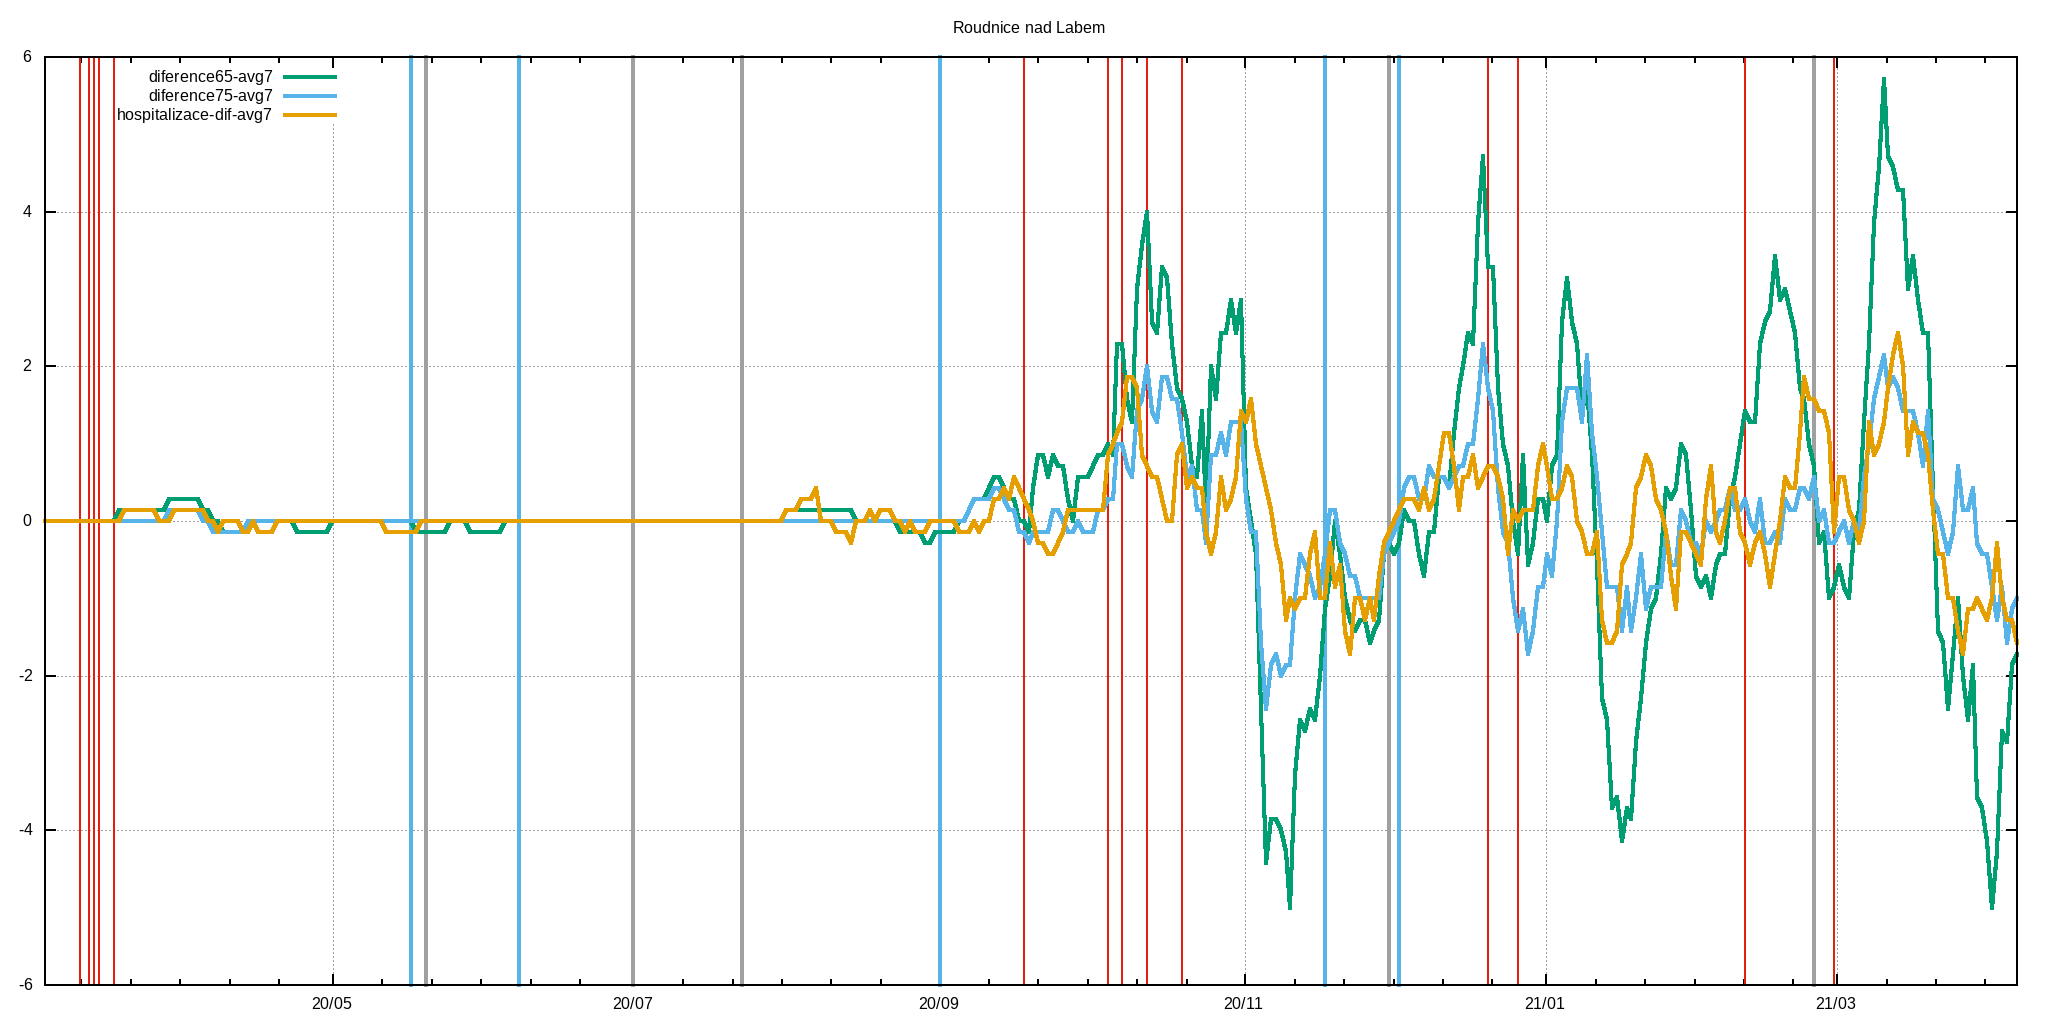 Roudnice nad Labem
6
diference65-avg7
diference75-avg7
hospitalizace-dif-avg7
4
2
0
-2
-4
-6
20/05 20/07 20/09 20/11 21/01 21/03